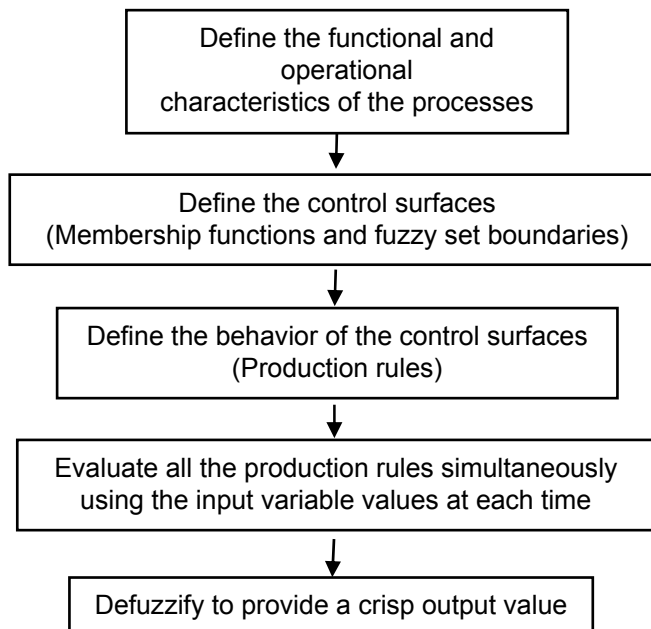 Define the functional and
operational
characteristics of the processes
Define the control surfaces
(Membership functions and fuzzy set boundaries)
Define the behavior of the control surfaces
(Production rules)
Evaluate all the production rules simultaneously
using the input variable values at each time
Defuzzify to provide a crisp output value